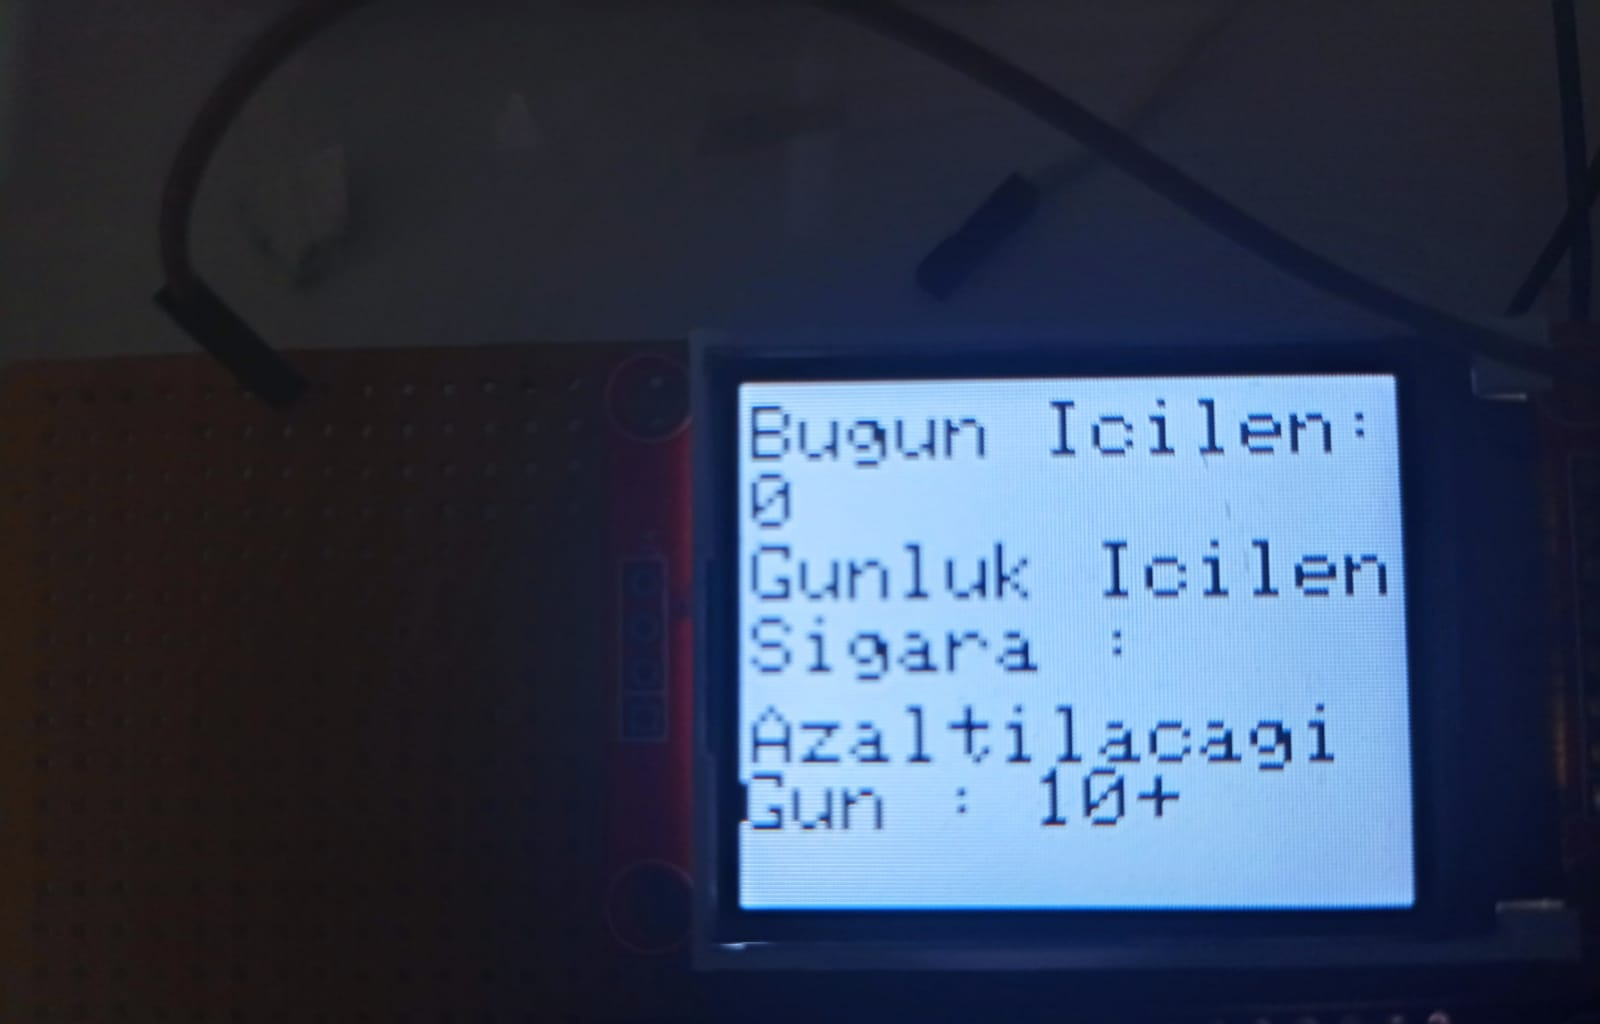 Bugun Icilen:
0
Gunluk Icilen
Sigara :
Azaltilacagi
Gun : 10+